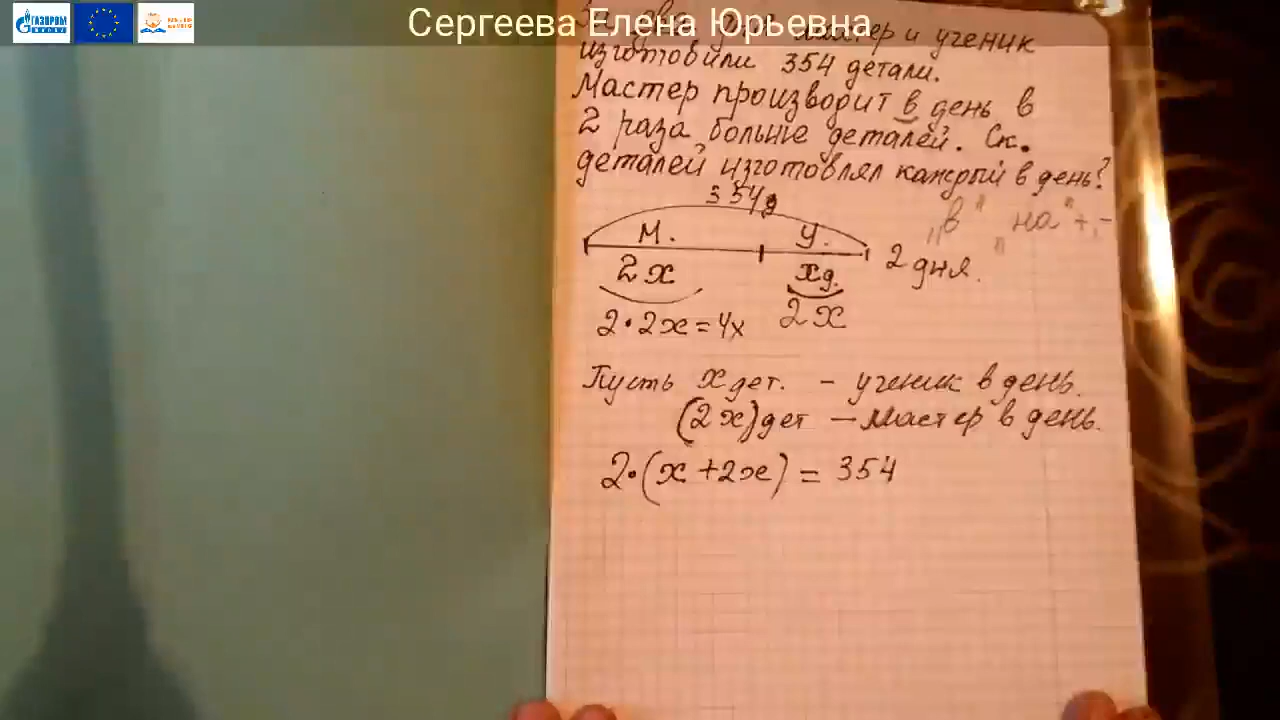 ГАЗПРОМ
Сергеева Елена Юрьевна
мастер и ученик
изготовили 354 детали.
Мастер производит в день в
2 раза больше деталей. Ск.
деталей изготовлял каждый в день?
354д
„в" „на" +,-
М. У.
2 дня.
2x xд.
2·2x=4x 2x
Пусть x дет. - ученик в день.
(2x)дет — мастер в день.
2·(x+2x)=354